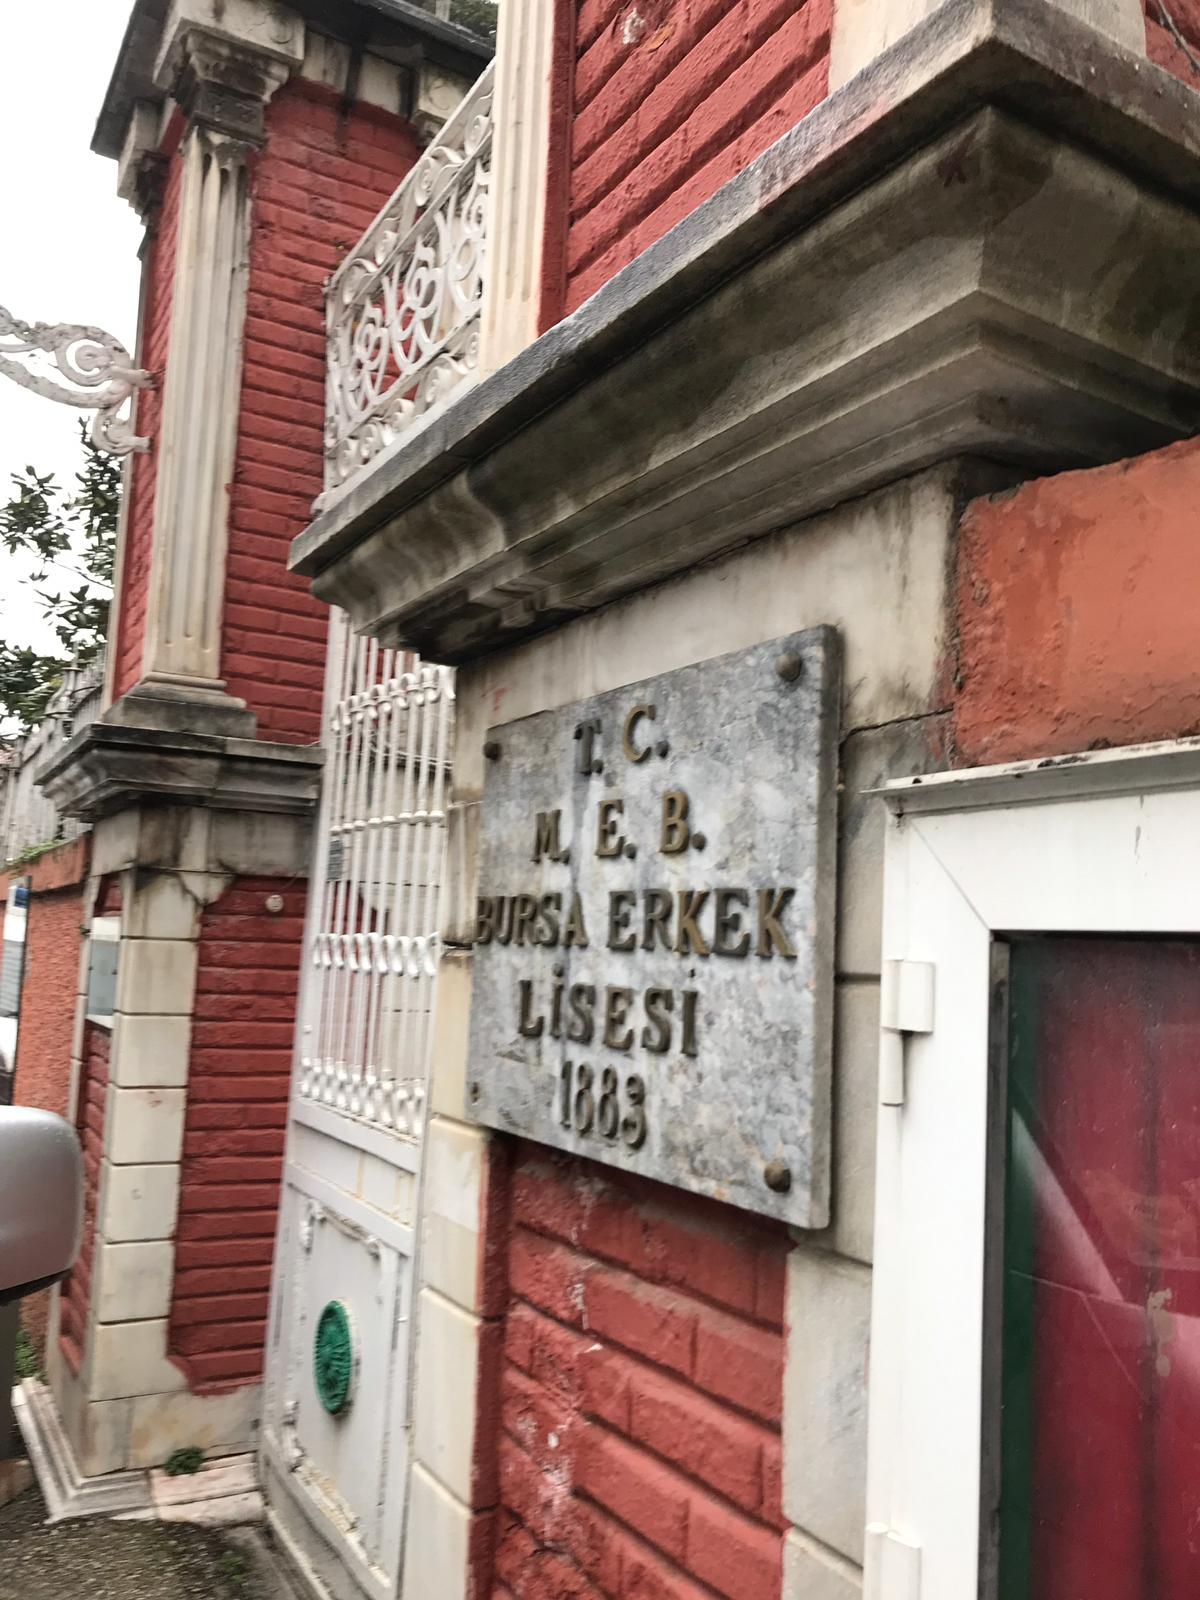 T. C.
M. E. B.
BURSA ERKEK
LİSESİ
1883